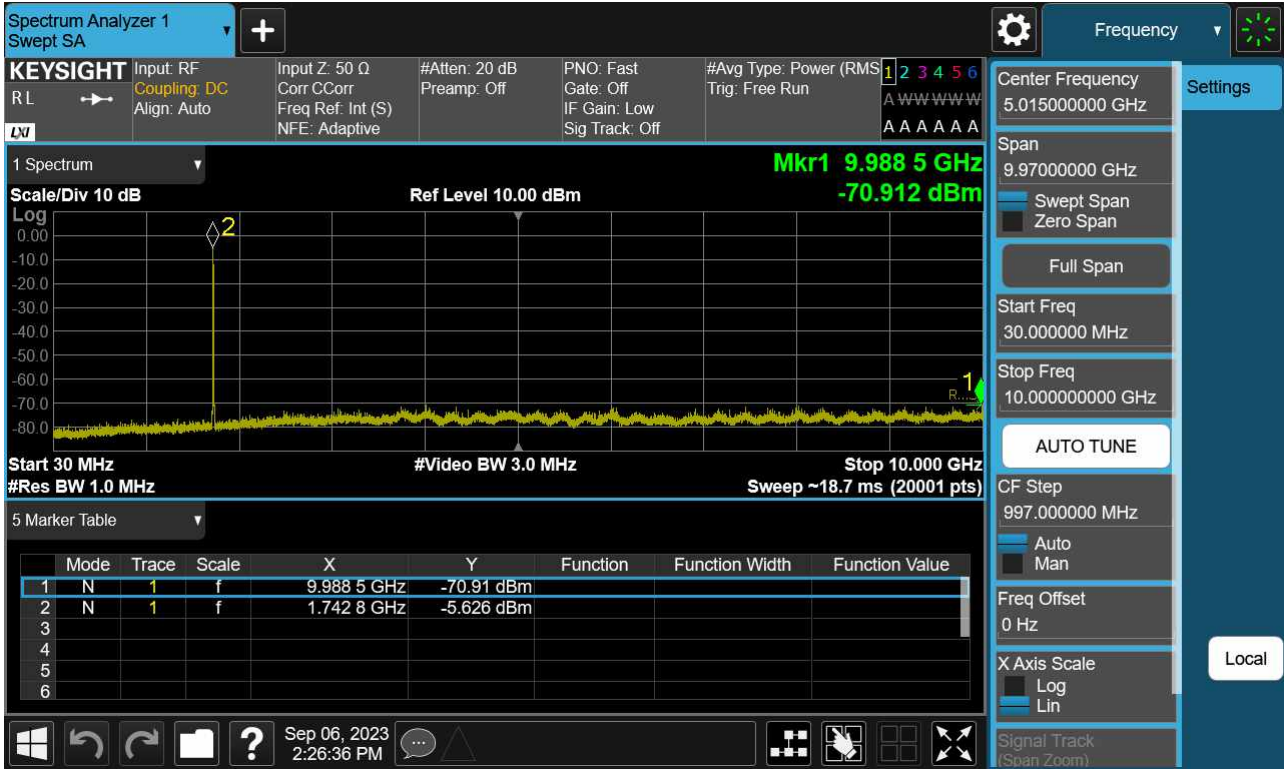 Spectrum Analyzer 1
Swept SA
Frequency
KEYSIGHT
RL
LXI
Input: RF
Coupling: DC
Align: Auto
Input Z: 50 Ω
Corr CCorr
Freq Ref: Int (S)
NFE: Adaptive
#Atten: 20 dB
Preamp: Off
PNO: Fast
Gate: Off
IF Gain: Low
Sig Track: Off
#Avg Type: Power (RMS
Trig: Free Run
1 2 3 4 5 6
A W W W W W
A A A A A A
1 Spectrum
Mkr1 9.988 5 GHz
Scale/Div 10 dB
Ref Level 10.00 dBm
-70.912 dBm
Log
2
0.00
-10.0
-20.0
-30.0
-40.0
-50.0
-60.0
1
R...
-70.0
-80.0
Start 30 MHz
#Video BW 3.0 MHz
Stop 10.000 GHz
#Res BW 1.0 MHz
Sweep ~18.7 ms (20001 pts)
5 Marker Table
Mode Trace Scale X Y Function Function Width Function Value
1 N 1 f 9.988 5 GHz -70.91 dBm
2 N 1 f 1.742 8 GHz -5.626 dBm
3
4
5
6
Sep 06, 2023
2:26:36 PM
Center Frequency
5.015000000 GHz
Span
9.97000000 GHz
Swept Span
Zero Span
Full Span
Start Freq
30.000000 MHz
Stop Freq
10.000000000 GHz
AUTO TUNE
CF Step
997.000000 MHz
Auto
Man
Freq Offset
0 Hz
X Axis Scale
Log
Lin
Signal Track
(Span Zoom)
Settings
Local